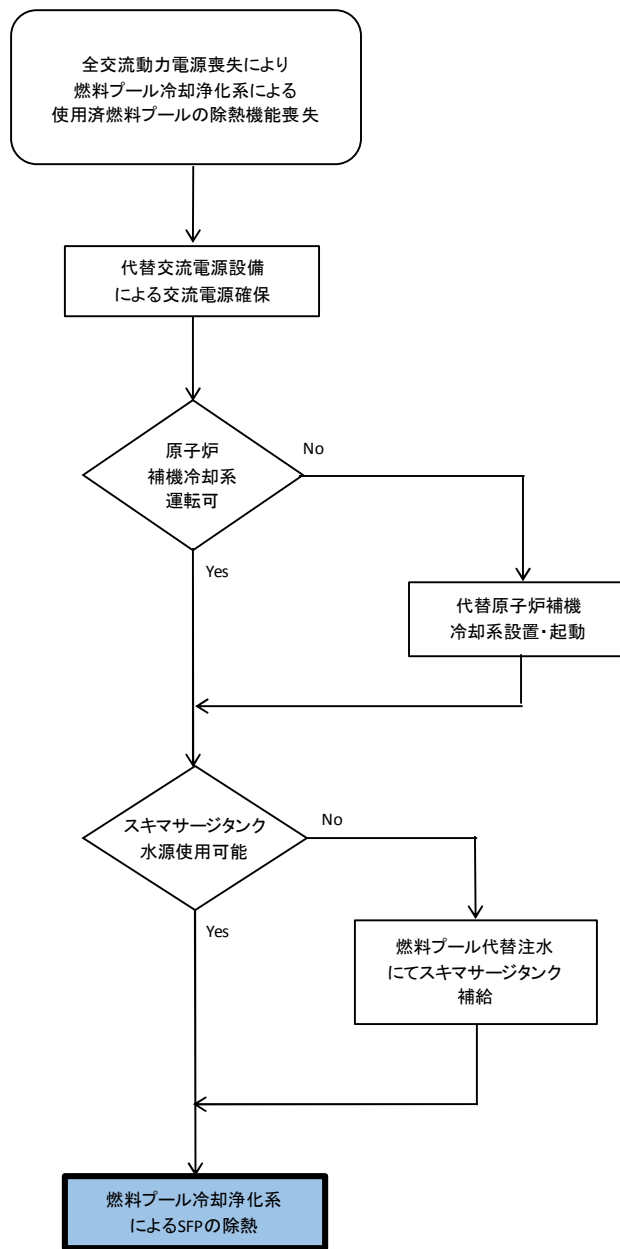 全交流動力電源喪失により
燃料プール冷却浄化系による
使用済燃料プールの除熱機能喪失
代替交流電源設備
による交流電源確保
原子炉
補機冷却系
運転可
No
Yes
代替原子炉補機
冷却系設置・起動
スキマサージタンク
水源使用可能
No
Yes
燃料プール代替注水
にてスキマサージタンク
補給
燃料プール冷却浄化系
によるSFPの除熱